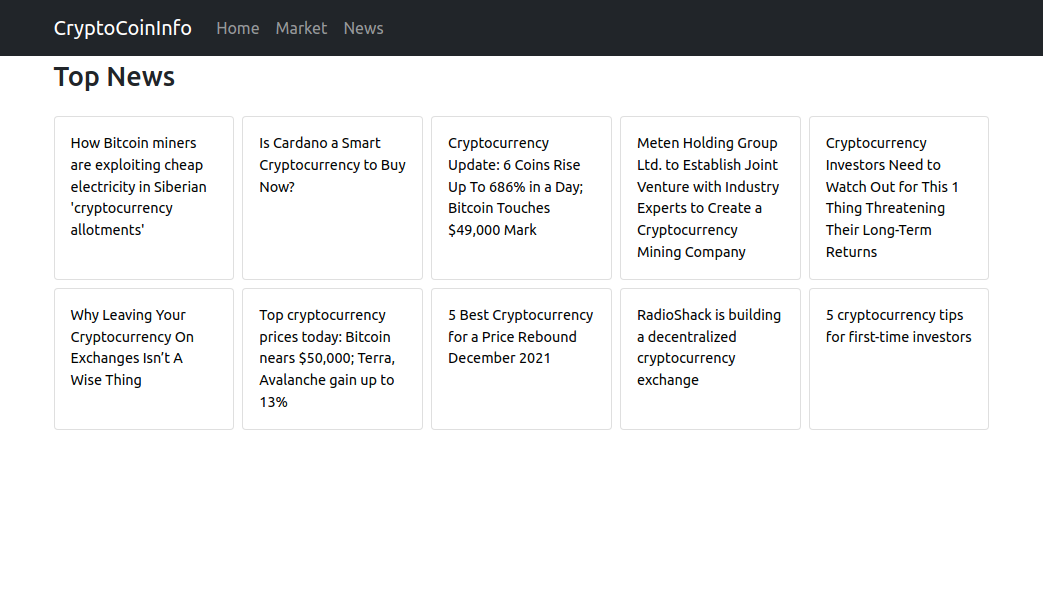 CryptoCoinInfo Home Market News
Top News
How Bitcoin miners
are exploiting cheap
electricity in Siberian
'cryptocurrency
allotments'
Is Cardano a Smart
Cryptocurrency to Buy
Now?
Cryptocurrency
Update: 6 Coins Rise
Up To 686% in a Day;
Bitcoin Touches
$49,000 Mark
Meten Holding Group
Ltd. to Establish Joint
Venture with Industry
Experts to Create a
Cryptocurrency
Mining Company
Cryptocurrency
Investors Need to
Watch Out for This 1
Thing Threatening
Their Long-Term
Returns
Why Leaving Your
Cryptocurrency On
Exchanges Isn’t A
Wise Thing
Top cryptocurrency
prices today: Bitcoin
nears $50,000; Terra,
Avalanche gain up to
13%
5 Best Cryptocurrency
for a Price Rebound
December 2021
RadioShack is building
a decentralized
cryptocurrency
exchange
5 cryptocurrency tips
for first-time investors